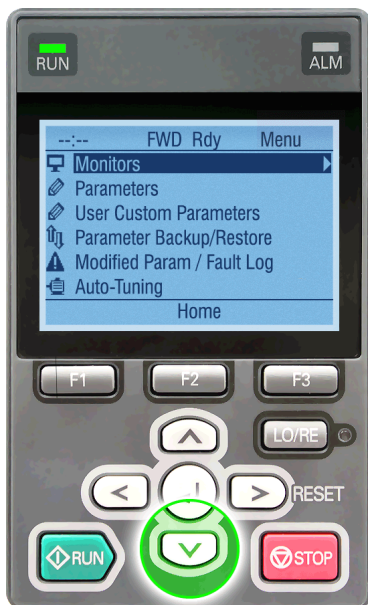 RUN ALM
--:-- FWD Rdy Menu
Monitors
Parameters
User Custom Parameters
Parameter Backup/Restore
Modified Param / Fault Log
Auto-Tuning
Home
F1 F2 F3
LO/RE
RESET
RUN STOP